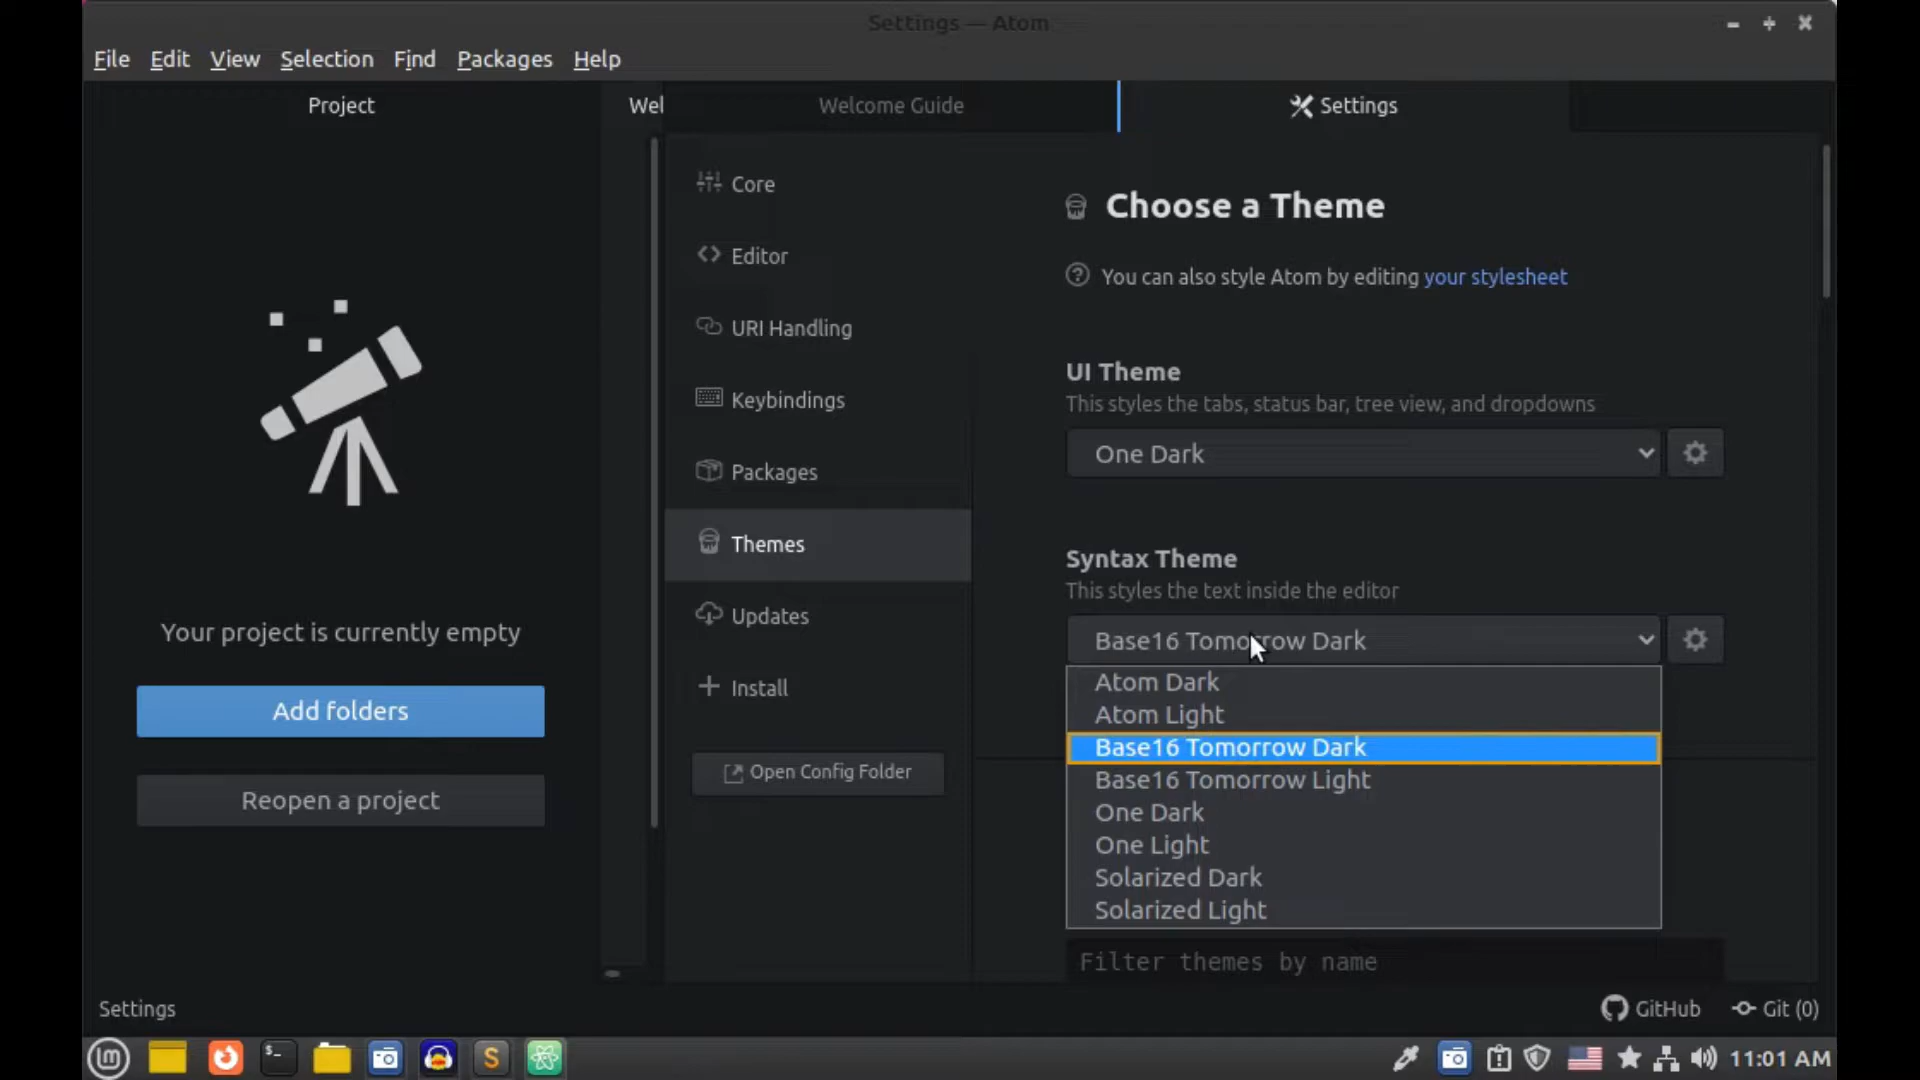 Settings — Atom
File Edit View Selection Find Packages Help
Project
Wel
Welcome Guide
Settings
Core
Editor
URI Handling
Keybindings
Packages
Themes
Updates
Install
Open Config Folder
Your project is currently empty
Add folders
Reopen a project
Choose a Theme
You can also style Atom by editing your stylesheet
UI Theme
This styles the tabs, status bar, tree view, and dropdowns
One Dark
Syntax Theme
This styles the text inside the editor
Base16 Tomorrow Dark
Atom Dark
Atom Light
Base16 Tomorrow Dark
Base16 Tomorrow Light
One Dark
One Light
Solarized Dark
Solarized Light
Filter themes by name
Settings
GitHub
Git (0)
lm
$_
S
11:01 AM